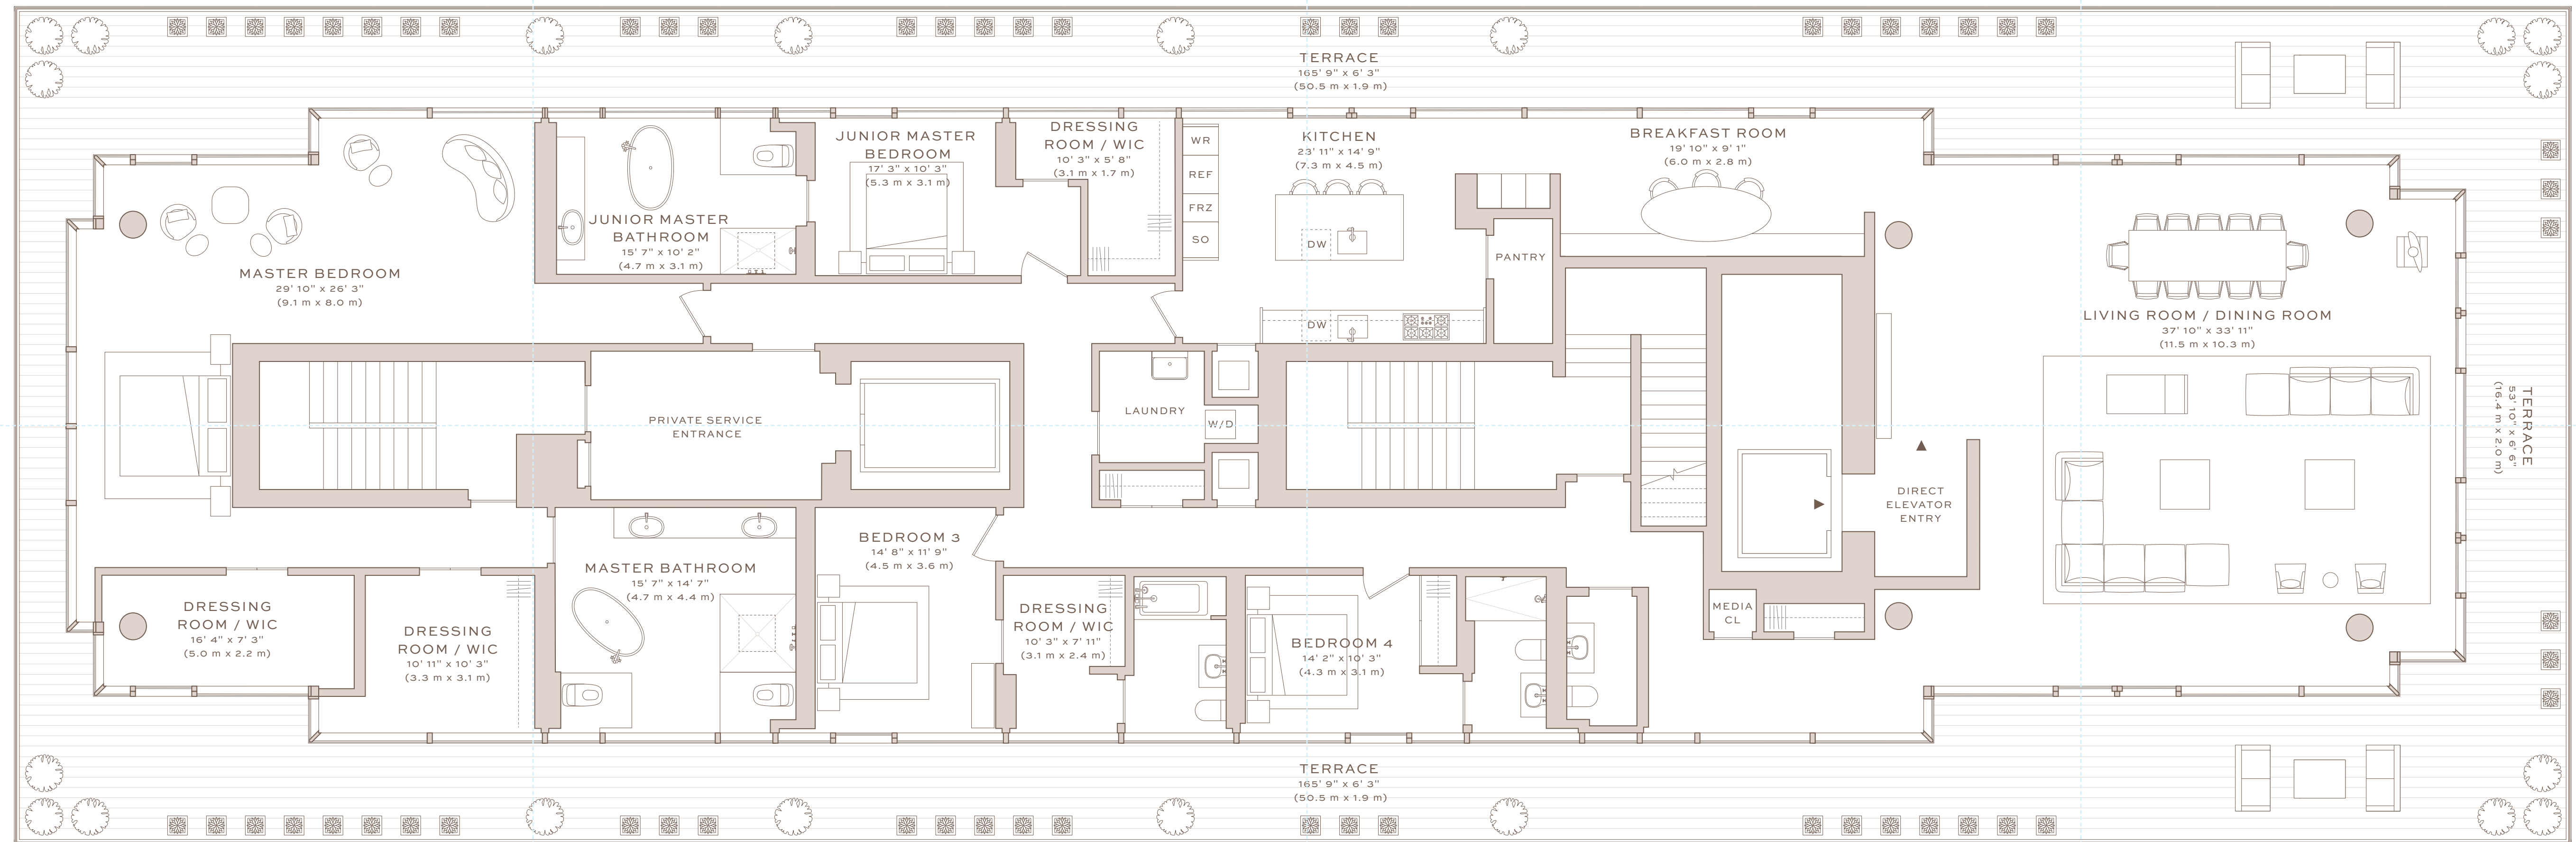 TERRACE
165' 9" x 6' 3"
(50.5 m x 1.9 m)
MASTER BEDROOM
29' 10" x 26' 3"
(9.1 m x 8.0 m)
JUNIOR MASTER
BATHROOM
15' 7" x 10' 2"
(4.7 m x 3.1 m)
JUNIOR MASTER
BEDROOM
17' 3" x 10' 3"
(5.3 m x 3.1 m)
DRESSING
ROOM / WIC
10' 3" x 5' 8"
(3.1 m x 1.7 m)
WR
REF
FRZ
SO
KITCHEN
23' 11" x 14' 9"
(7.3 m x 4.5 m)
DW
DW
PANTRY
BREAKFAST ROOM
19' 10" x 9' 1"
(6.0 m x 2.8 m)
LIVING ROOM / DINING ROOM
37' 10" x 33' 11"
(11.5 m x 10.3 m)
TERRACE
53' 10" x 6' 6"
(16.4 m x 2.0 m)
PRIVATE SERVICE
ENTRANCE
LAUNDRY
W/D
DIRECT
ELEVATOR
ENTRY
DRESSING
ROOM / WIC
16' 4" x 7' 3"
(5.0 m x 2.2 m)
DRESSING
ROOM / WIC
10' 11" x 10' 3"
(3.3 m x 3.1 m)
MASTER BATHROOM
15' 7" x 14' 7"
(4.7 m x 4.4 m)
BEDROOM 3
14' 8" x 11' 9"
(4.5 m x 3.6 m)
DRESSING
ROOM / WIC
10' 3" x 7' 11"
(3.1 m x 2.4 m)
BEDROOM 4
14' 2" x 10' 3"
(4.3 m x 3.1 m)
MEDIA
CL
TERRACE
165' 9" x 6' 3"
(50.5 m x 1.9 m)